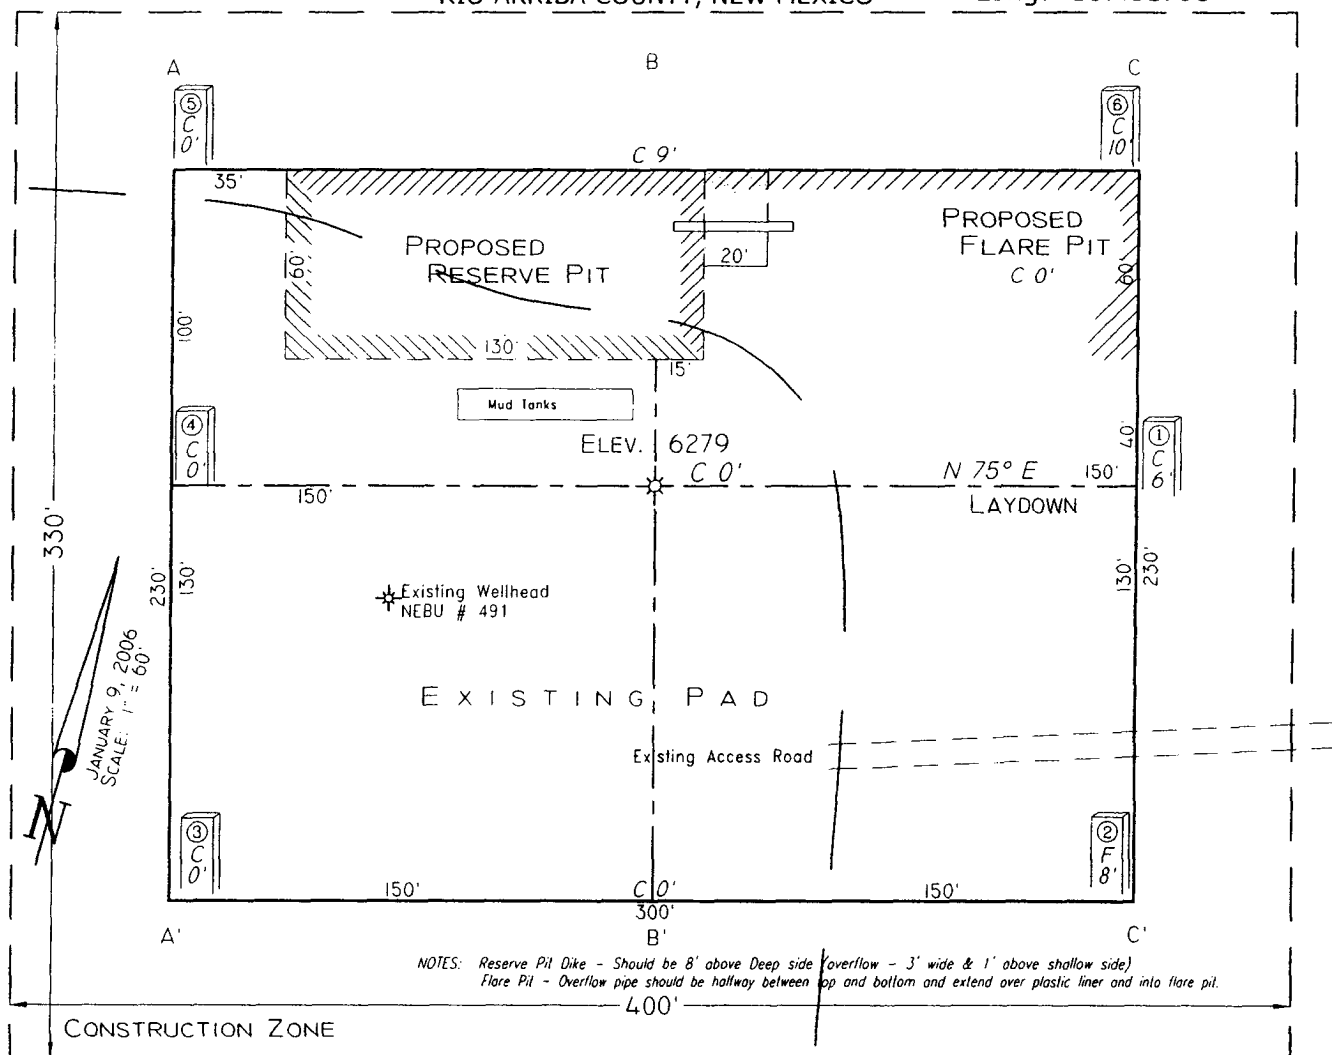 RIO ARRIBA COUNTY, NEW MEXICO
A
B
C
⑤
C
0'
⑥
C
10'
C 9'
35'
PROPOSED
RESERVE PIT
60'
20'
PROPOSED
FLARE PIT
C 0'
60'
100'
130'
15'
Mud Tanks
④
C
0'
ELEV. 6279
C 0'
40'
①
C
6'
N 75° E
150'
150'
LAYDOWN
330'
230'
130'
130'
230'
Existing Wellhead
NEBU # 491
JANUARY 9, 2006
SCALE: 1" = 60'
N
EXISTING PAD
Existing Access Road
③
C
0'
②
F
8'
150'
C 0'
150'
300'
A'
B'
C'
NOTES: Reserve Pit Dike - Should be 8' above Deep side (overflow - 3' wide & 1' above shallow side)
Flare Pit - Overflow pipe should be halfway between top and bottom and extend over plastic liner and into flare pit.
400'
CONSTRUCTION ZONE